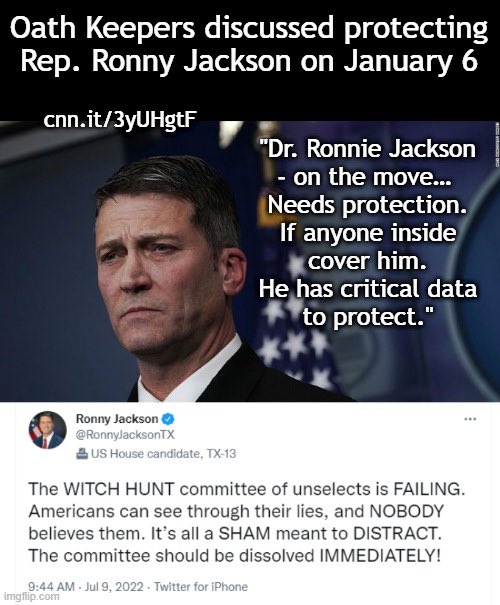 Oath Keepers discussed protecting
Rep. Ronny Jackson on January 6
cnn.it/3yUHgtF
"Dr. Ronnie Jackson
- on the move...
Needs protection.
If anyone inside
cover him.
He has critical data
to protect."
Ronny Jackson
@RonnyJacksonTX
US House candidate, TX-13
The WITCH HUNT committee of unselects is FAILING.
Americans can see through their lies, and NOBODY
believes them. It's all a SHAM meant to DISTRACT.
The committee should be dissolved IMMEDIATELY!
9:44 AM · Jul 9, 2022 · Twitter for iPhone
imgflip.com